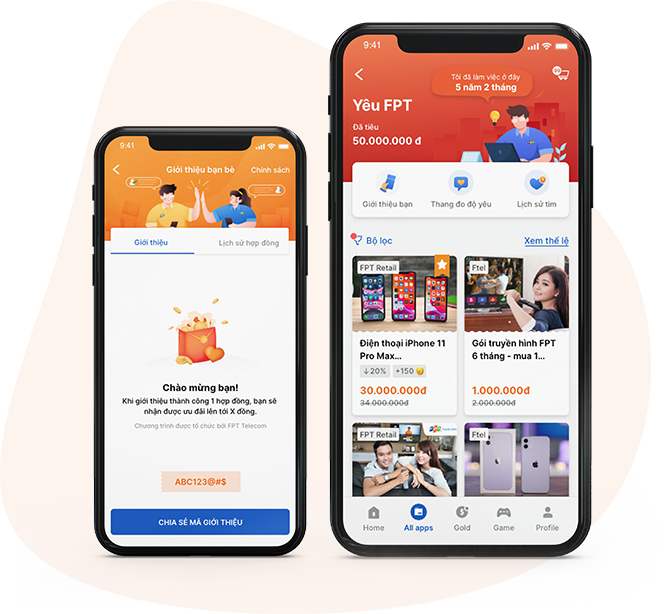 9:41
Giới thiệu bạn bè
Chính sách
Giới thiệu
Lịch sử hợp đồng
Chào mừng bạn!
Khi giới thiệu thành công 1 hợp đồng, bạn sẽ
nhận được ưu đãi lên tới X đồng.
Chương trình được tổ chức bởi FPT Telecom
ABC123@#$
CHIA SẺ MÃ GIỚI THIỆU
9:41
Tôi đã làm việc ở đây
5 năm 2 tháng
Yêu FPT
Đã tiêu
50.000.000 đ
Giới thiệu bạn
Thang đo độ yêu
Lịch sử tim
Bộ lọc
Xem thể lệ
FPT Retail
Ftel
Điện thoại iPhone 11
Pro Max...
Gói truyền hình FPT
6 tháng - mua 1...
↓20%
+150
30.000.000đ
1.000.000đ
34.000.000đ
2.000.000đ
FPT Retail
FPT
Ftel
Home
All apps
Gold
Game
Profile